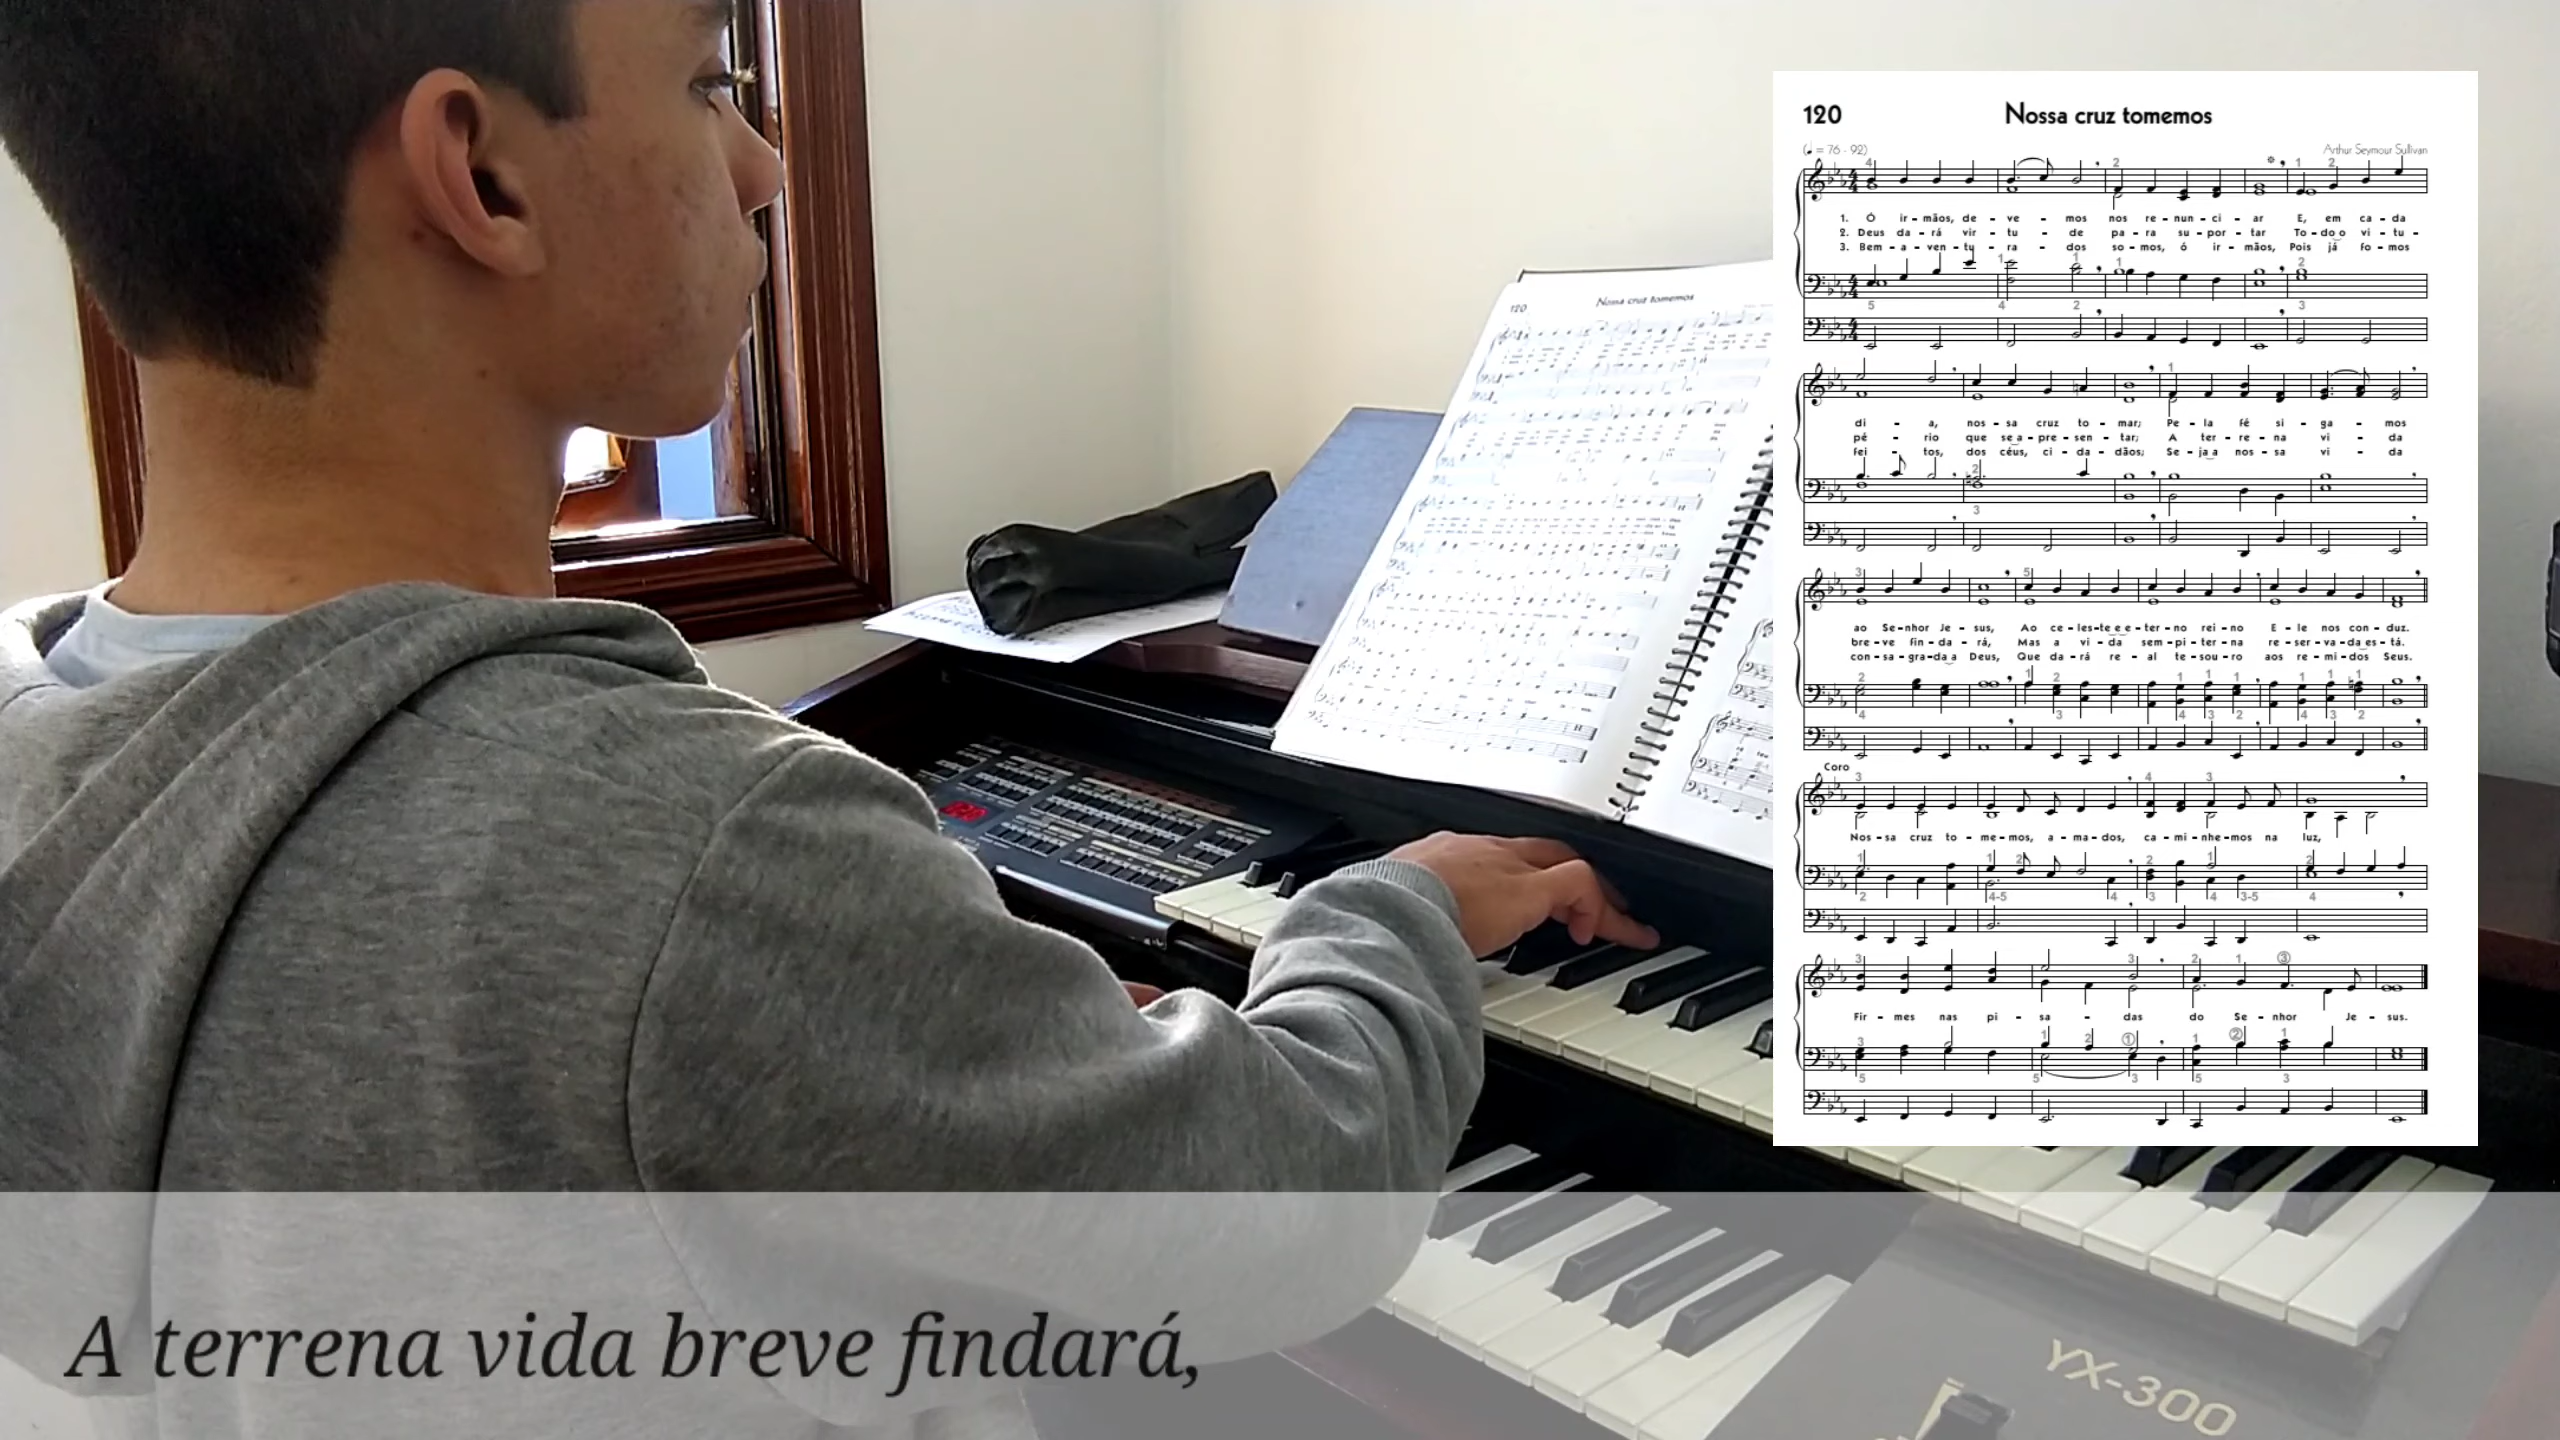 120 Nossa cruz tomemos
(♩ = 76 - 92) Arthur Seymour Sullivan
1. Ó ir-mãos, de - ve - mos nos re-nun-ci - ar E, em ca-da
2. Deus da-rá vir - tu - de pa-ra su-por-tar To-do o vi-tu-
3. Bem-a-ven-tu-ra - dos so-mos, ó ir-mãos, Pois já fo-mos
di - a, nos-sa cruz to-mar; Pe-la fé si-ga-mos
pé - rio que se a-pre-sen-tar; A ter-re-na vi-da
fei - tos, dos céus, ci-da-dãos; Se-ja a nos-sa vi-da
ao Se-nhor Je-sus, Ao ce-les-te e e-ter-no rei-no E-le nos con-duz.
bre-ve fin-da-rá, Mas a vi-da sem-pi-ter-na re-ser-va-da es-tá.
con-sa-gra-da a Deus, Que da-rá re-al te-sou-ro aos re-mi-dos Seus.
Coro
Nos-sa cruz to-me-mos, a-ma-dos, ca-mi-nhe-mos na luz,
Fir-mes nas pi-sa-das do Se-nhor Je-sus.
120 Nossa cruz tomemos
A terrena vida breve findará,
YX-300